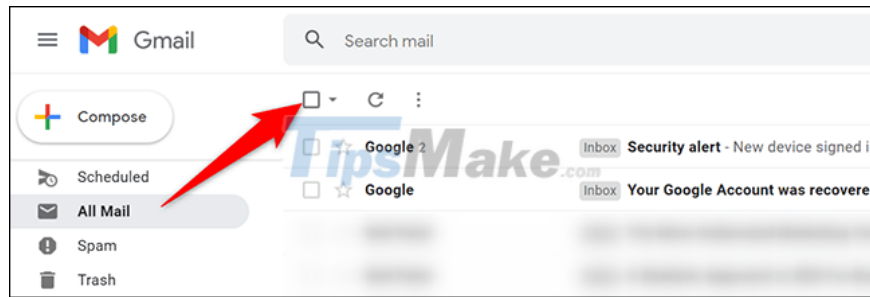 Gmail
Search mail
Compose
TipsMake.com
Google 2 Inbox Security alert - New device signed i
Scheduled
Google Inbox Your Google Account was recovere
All Mail
Spam
Trash